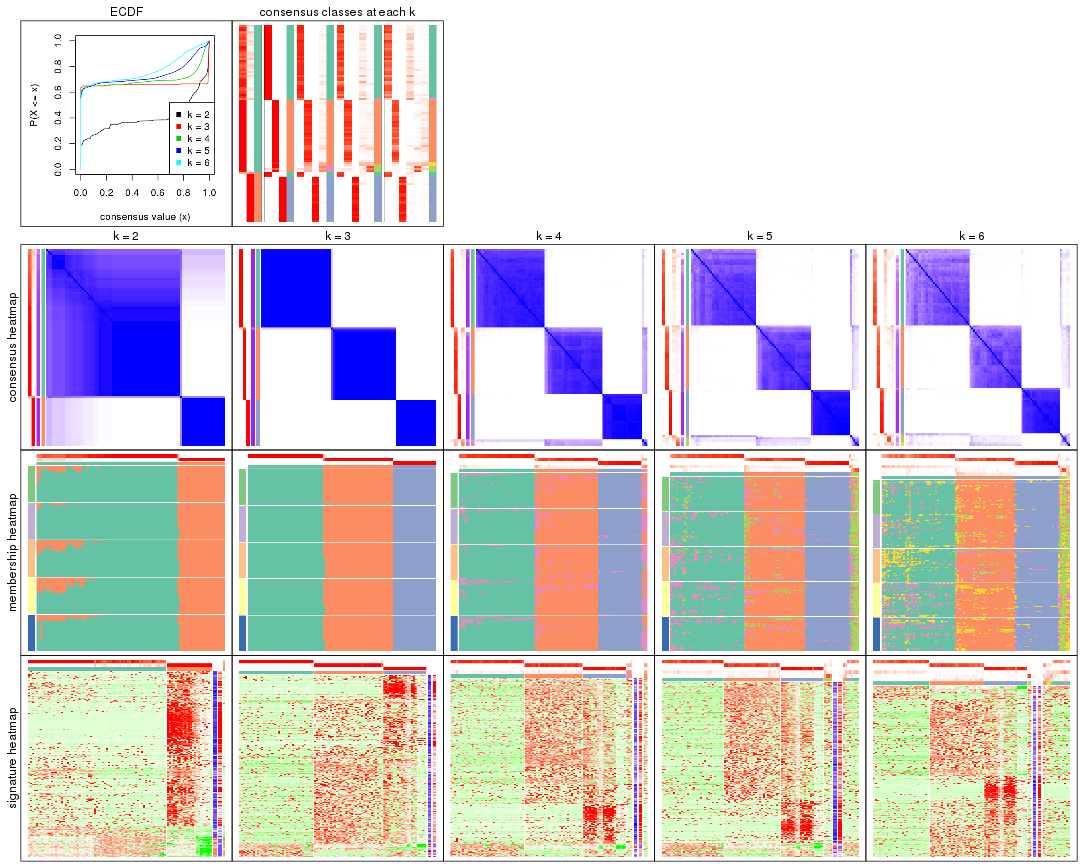 ECDF
consensus classes at each k
P(X <= x)
0.0 0.2 0.4 0.6 0.8 1.0
k = 2
k = 3
k = 4
k = 5
k = 6
0.0 0.2 0.4 0.6 0.8 1.0
consensus value (x)
k = 2
k = 3
k = 4
k = 5
k = 6
consensus heatmap
membership heatmap
signature heatmap